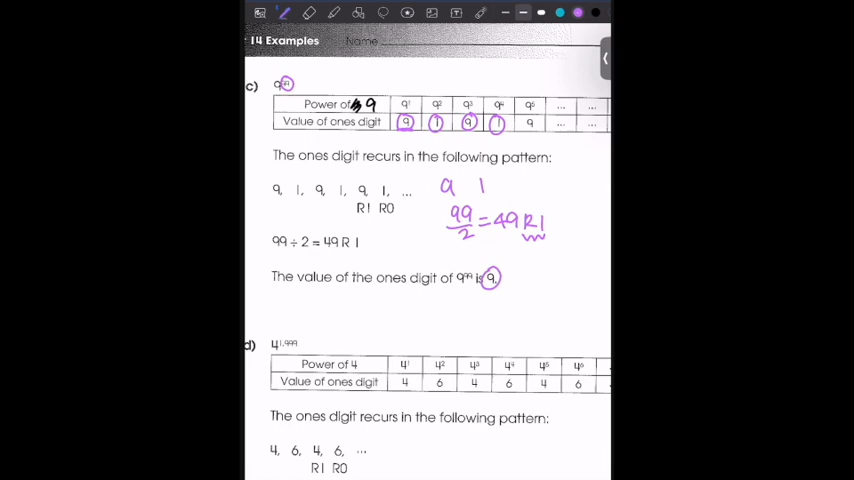 14 Examples Name
c) 9⁹⁹
Power of 9 9¹ 9² 9³ 9⁴ 9⁵ ... ...
Value of ones digit 9 1 9 1 9 ... ...
The ones digit recurs in the following pattern:
9, 1, 9, 1, 9, 1, ...
R1 R0
9 1
99/2 = 49 R1
99 ÷ 2 = 49 R 1
The value of the ones digit of 9⁹⁹ is 9.
d) 4¹,⁹⁹⁹
Power of 4 4¹ 4² 4³ 4⁴ 4⁵ 4⁶
Value of ones digit 4 6 4 6 4 6
The ones digit recurs in the following pattern:
4, 6, 4, 6, ...
R1 R0